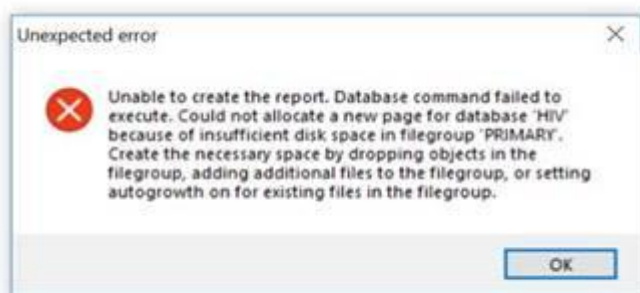 Unexpected error
Unable to create the report. Database command failed to
execute. Could not allocate a new page for database 'HIV'
because of insufficient disk space in filegroup 'PRIMARY'.
Create the necessary space by dropping objects in the
filegroup, adding additional files to the filegroup, or setting
autogrowth on for existing files in the filegroup.
OK